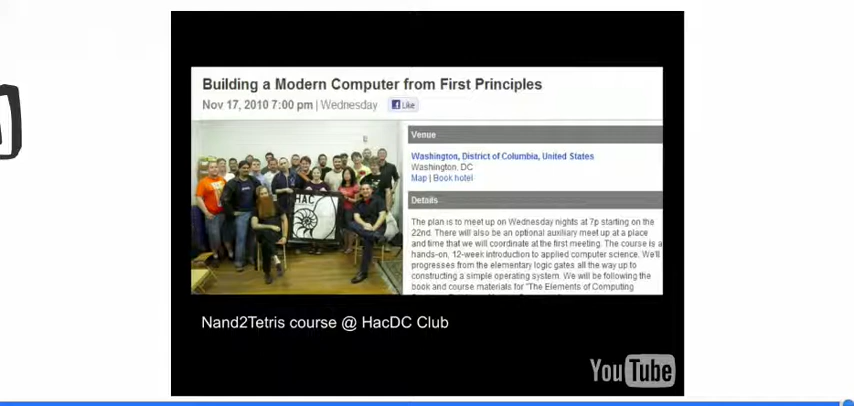 Building a Modern Computer from First Principles
Nov 17, 2010 7:00 pm | Wednesday Like
Venue
Washington, District of Columbia, United States
Washington, DC
Map | Book hotel
Details
The plan is to meet up on Wednesday nights at 7p starting on the
22nd. There will also be an optional auxiliary meet up at a place
and time that we will coordinate at the first meeting. The course is a
hands-on, 12-week introduction to applied computer science. We'll
progresses from the elementary logic gates all the way up to
constructing a simple operating system. We will be following the
book and course materials for "The Elements of Computing
HAC
Nand2Tetris course @ HacDC Club
YouTube